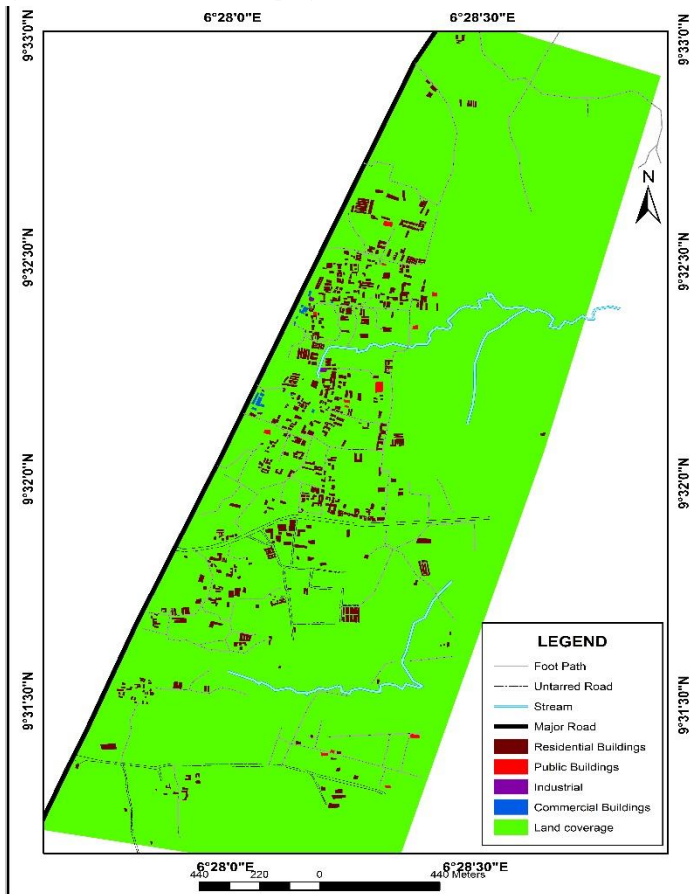 6°28'0"E 6°28'30"E
9°33'0"N 9°33'0"N
N
9°32'30"N 9°32'30"N
9°32'0"N 9°32'0"N
9°31'30"N 9°31'30"N
LEGEND
Foot Path
Untarred Road
Stream
Major Road
Residential Buildings
Public Buildings
Industrial
Commercial Buildings
Land coverage
6°28'0"E 6°28'30"E
440 220 0 440 Meters